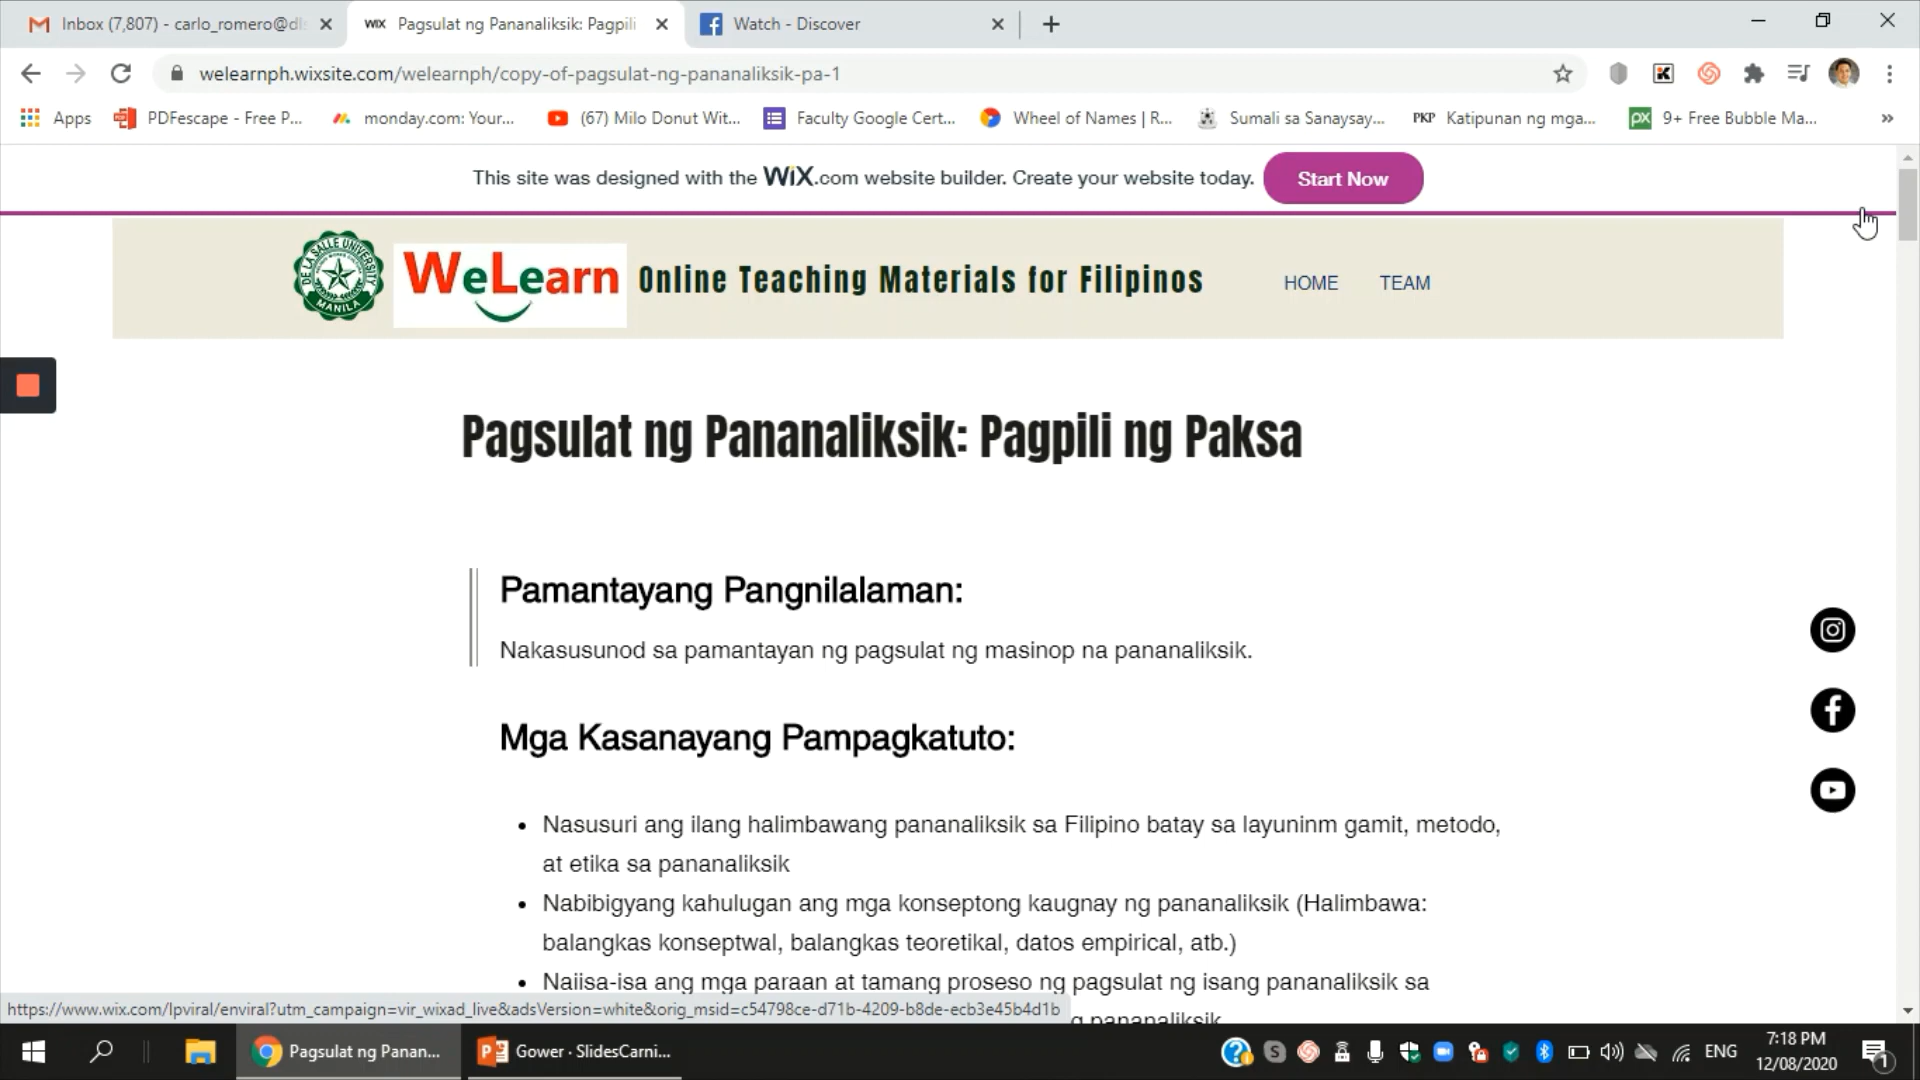 Inbox (7,807) - carlo_romero@dl
WiX Pagsulat ng Pananaliksik: Pagpili
Watch - Discover
welearnph.wixsite.com/welearnph/copy-of-pagsulat-ng-pananaliksik-pa-1
Apps PDFescape - Free P... monday.com: Your... (67) Milo Donut Wit... Faculty Google Cert... Wheel of Names | R... Sumali sa Sanaysay... PKP Katipunan ng mga... px 9+ Free Bubble Ma... »
This site was designed with the WiX.com website builder. Create your website today. Start Now
DE LA SALLE UNIVERSITY MANILA WeLearn Online Teaching Materials for Filipinos HOME TEAM
Pagsulat ng Pananaliksik: Pagpili ng Paksa
Pamantayang Pangnilalaman:
Nakasusunod sa pamantayan ng pagsulat ng masinop na pananaliksik.
Mga Kasanayang Pampagkatuto:
• Nasusuri ang ilang halimbawang pananaliksik sa Filipino batay sa layuninm gamit, metodo,
at etika sa pananaliksik
• Nabibigyang kahulugan ang mga konseptong kaugnay ng pananaliksik (Halimbawa:
balangkas konseptwal, balangkas teoretikal, datos empirical, atb.)
• Naiisa-isa ang mga paraan at tamang proseso ng pagsulat ng isang pananaliksik sa
g pananaliksik
https://www.wix.com/lpviral/enviral?utm_campaign=vir_wixad_live&adsVersion=white&orig_msid=c54798ce-d71b-4209-b8de-ecb3e45b4d1b
Pagsulat ng Panan... Gower · SlidesCarni... ENG 7:18 PM
12/08/2020 1